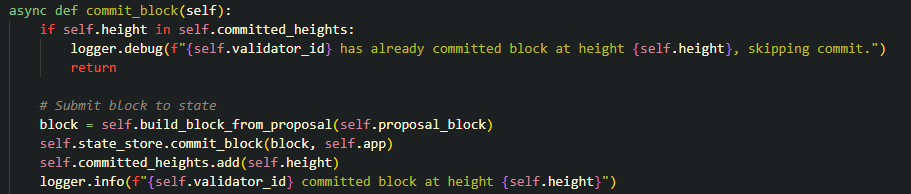 async def commit_block(self):
    if self.height in self.committed_heights:
        logger.debug(f"{self.validator_id} has already committed block at height {self.height}, skipping commit.")
        return

    # Submit block to state
    block = self.build_block_from_proposal(self.proposal_block)
    self.state_store.commit_block(block, self.app)
    self.committed_heights.add(self.height)
    logger.info(f"{self.validator_id} committed block at height {self.height}")